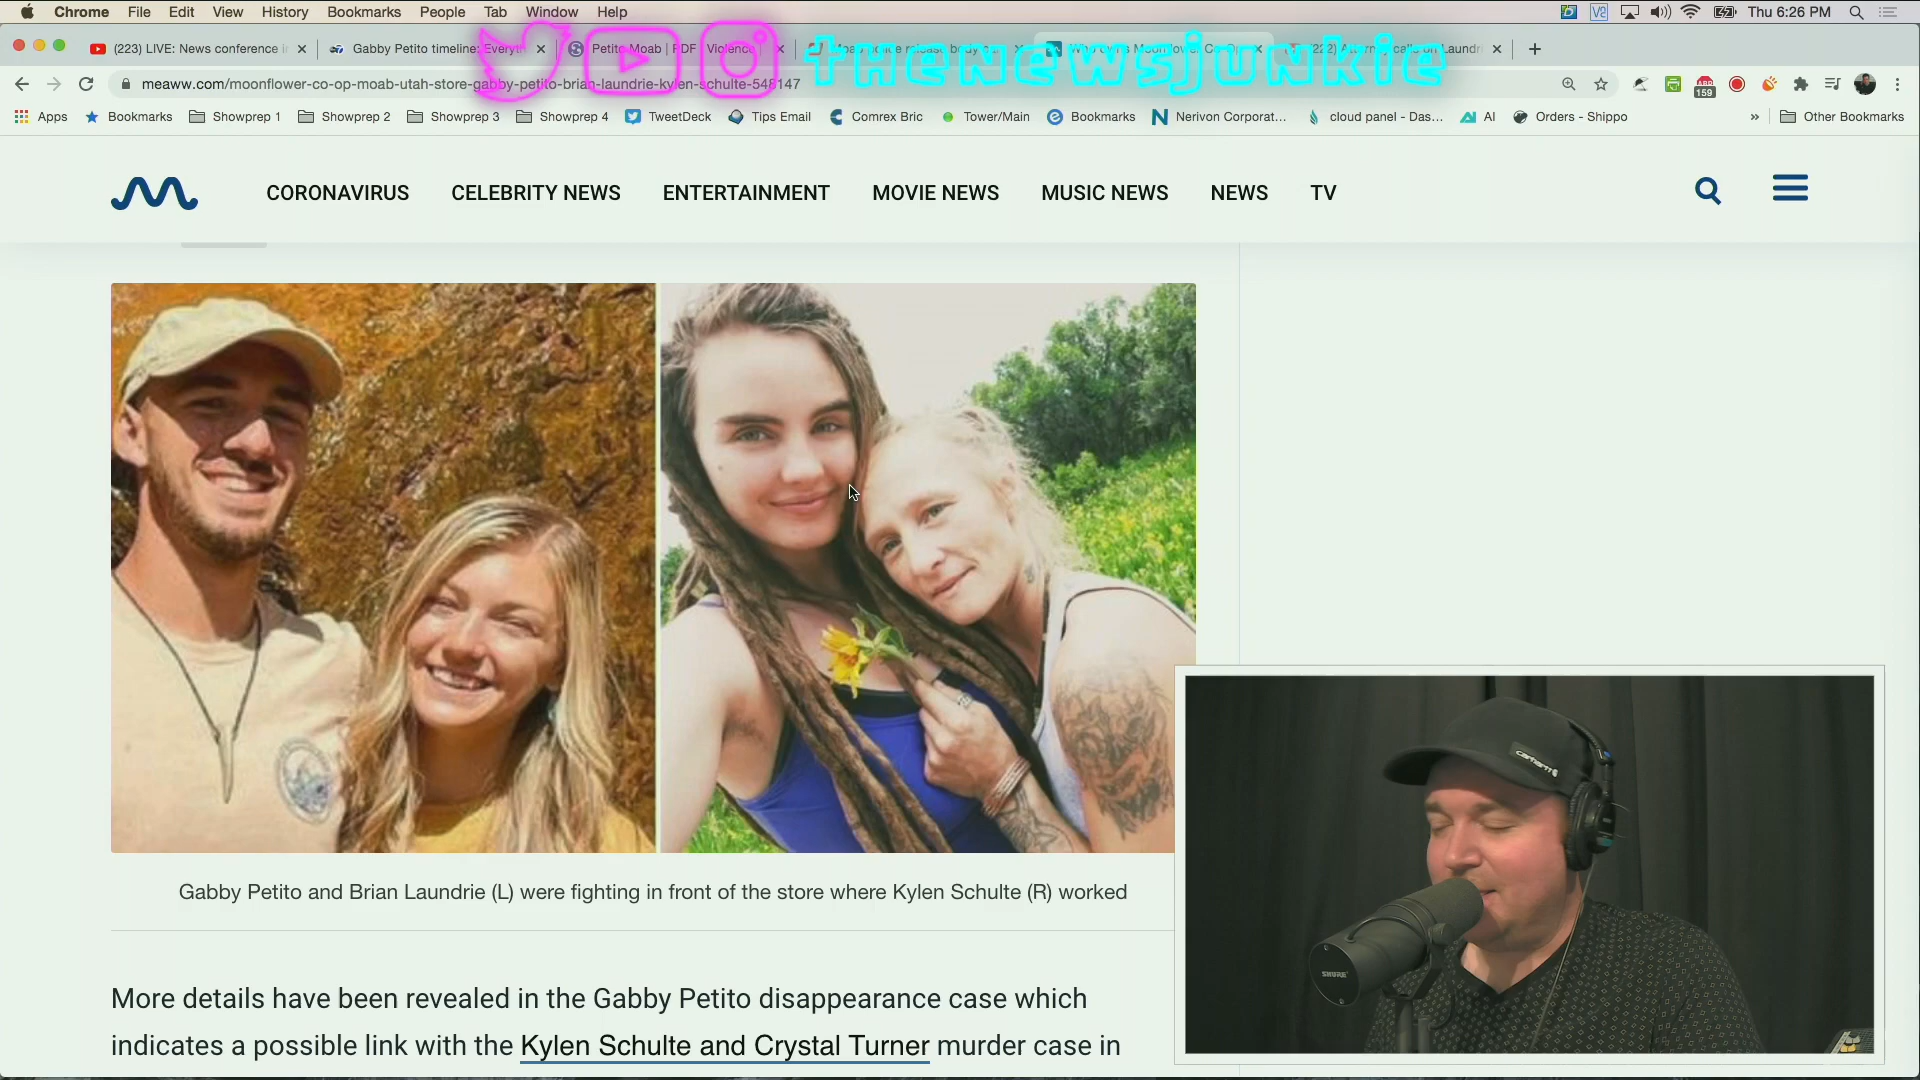 Chrome File Edit View History Bookmarks People Tab Window Help Thu 6:26 PM
(223) LIVE: News conference i
Gabby Petito timeline: Everyt
Petito Moab | PDF | Violence
thenewsjunkie
meaww.com/moonflower-co-op-moab-utah-store-gabby-petito-brian-laundrie-kylen-schulte-548147
159
Apps Bookmarks Showprep 1 Showprep 2 Showprep 3 Showprep 4 TweetDeck Tips Email Comrex Bric Tower/Main Bookmarks Nerivon Corporat... cloud panel - Das... AI Orders - Shippo » Other Bookmarks
CORONAVIRUS CELEBRITY NEWS ENTERTAINMENT MOVIE NEWS MUSIC NEWS NEWS TV
Gabby Petito and Brian Laundrie (L) were fighting in front of the store where Kylen Schulte (R) worked
More details have been revealed in the Gabby Petito disappearance case which
indicates a possible link with the Kylen Schulte and Crystal Turner murder case in
SHURE